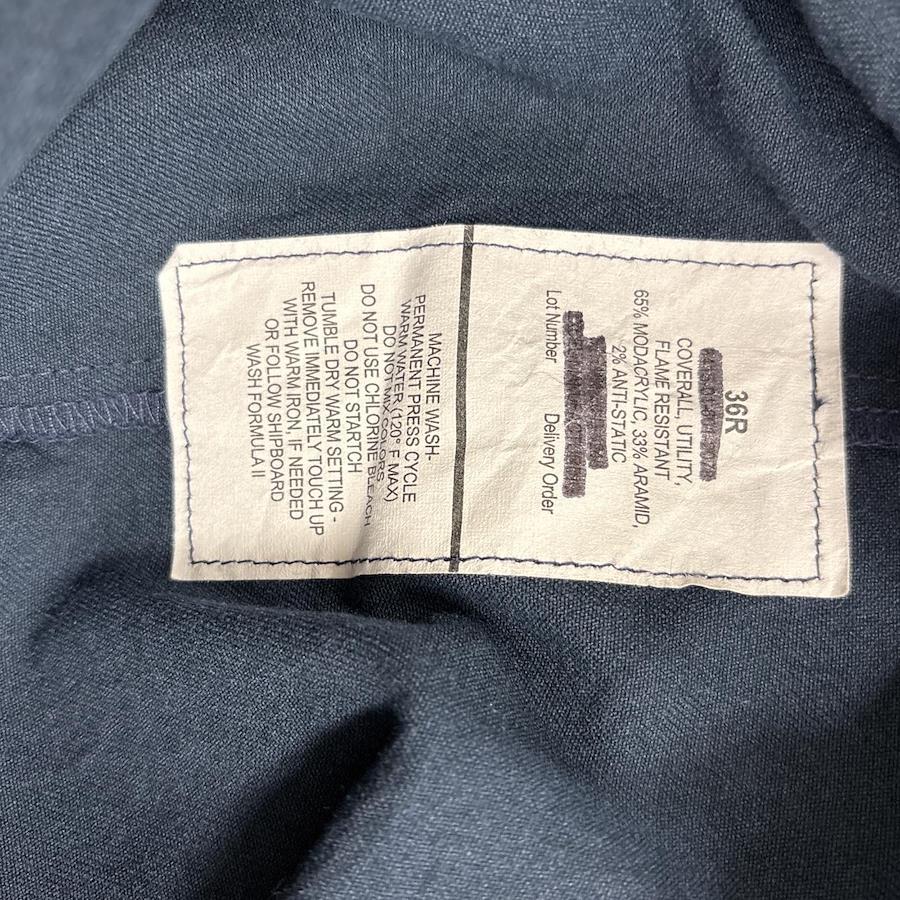 36R
COVERALL, UTILITY,
FLAME RESISTANT
65% MODACRYLIC, 33% ARAMID,
2% ANTI-STATIC
Lot Number Delivery Order
MACHINE WASH-
PERMANENT PRESS CYCLE
WARM WATER (120° F MAX)
DO NOT MIX COLORS
DO NOT USE CHLORINE BLEACH
DO NOT STARTCH
TUMBLE DRY WARM SETTING -
REMOVE IMMEDIATELY TOUCH UP
WITH WARM IRON, IF NEEDED
OR FOLLOW SHIPBOARD
WASH FORMULA II